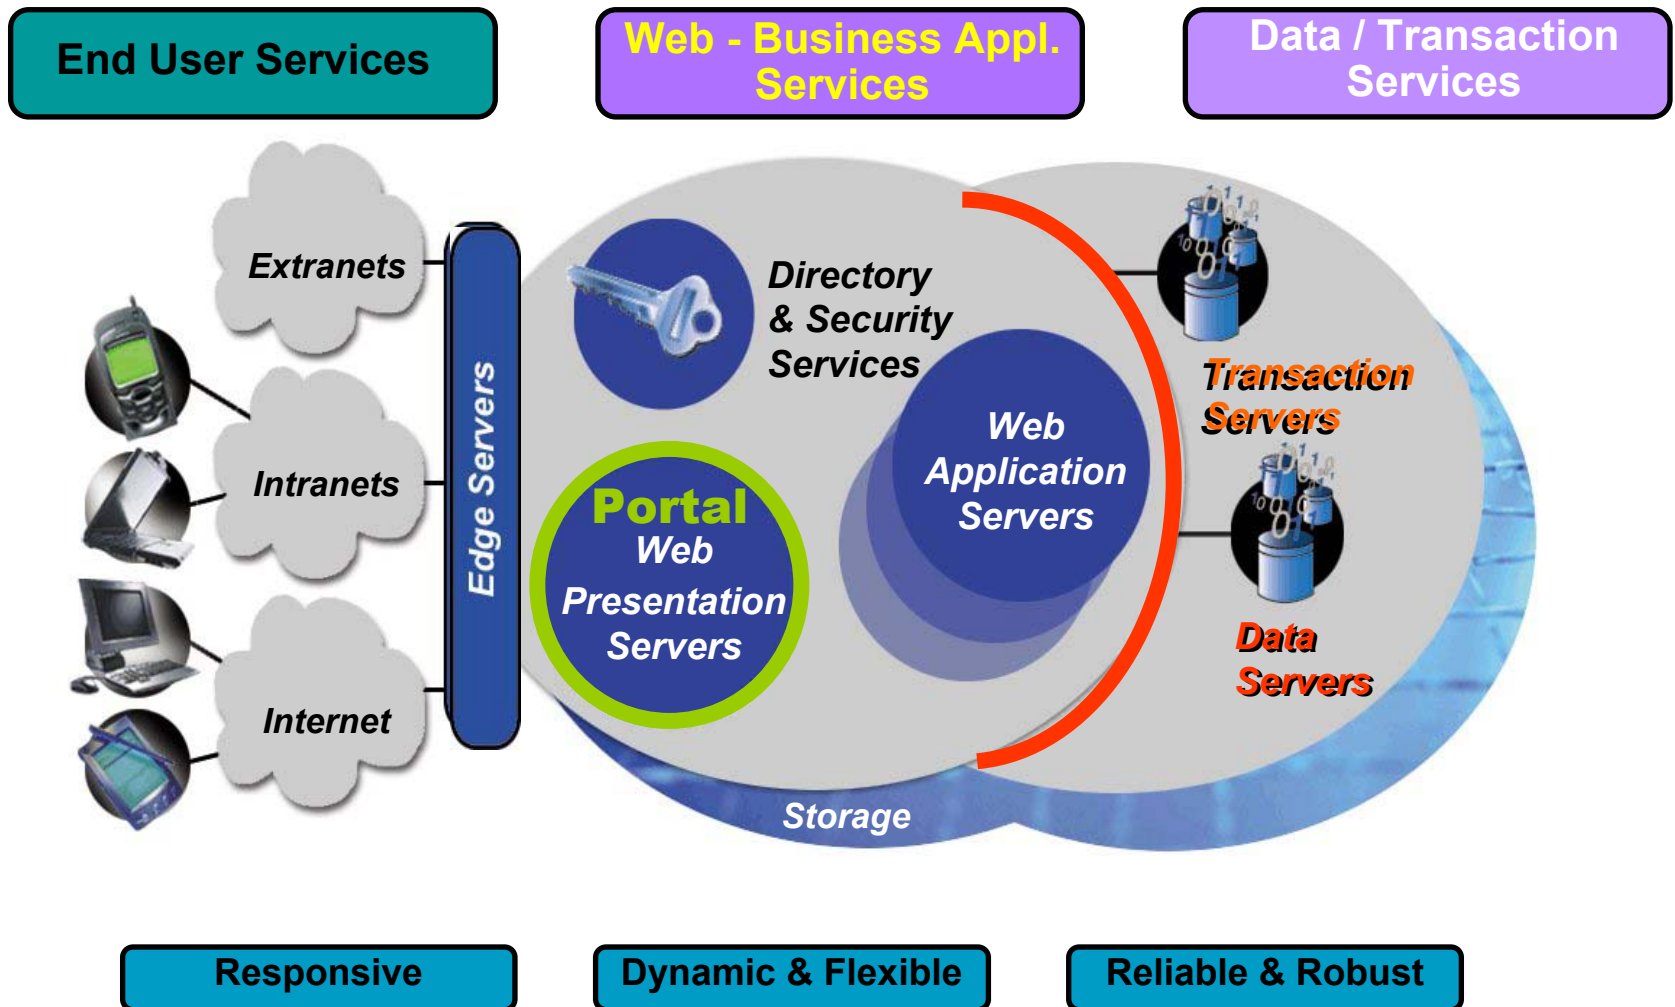 End User Services
Web - Business Appl.
Services
Data / Transaction
Services
Extranets
Intranets
Internet
Edge Servers
Directory
& Security
Services
Portal
Web
Presentation
Servers
Web
Application
Servers
Transaction
Servers
Data
Servers
Storage
Responsive
Dynamic & Flexible
Reliable & Robust